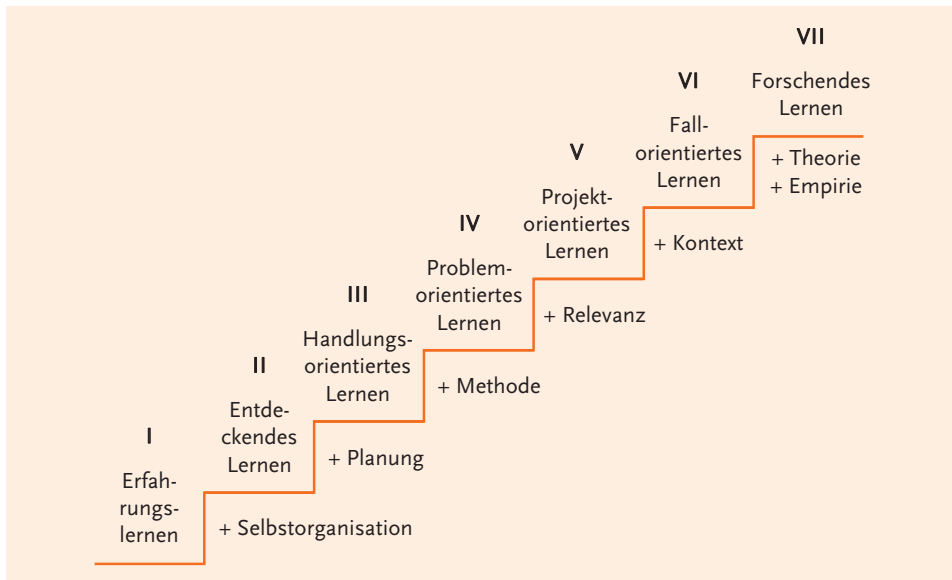 VII
Forschendes
Lernen
+ Theorie
+ Empirie
VI
Fall-
orientiertes
Lernen
+ Kontext
V
Projekt-
orientiertes
Lernen
+ Relevanz
IV
Problem-
orientiertes
Lernen
+ Methode
III
Handlungs-
orientiertes
Lernen
+ Planung
II
Entde-
ckendes
Lernen
+ Selbstorganisation
I
Erfah-
rungs-
lernen